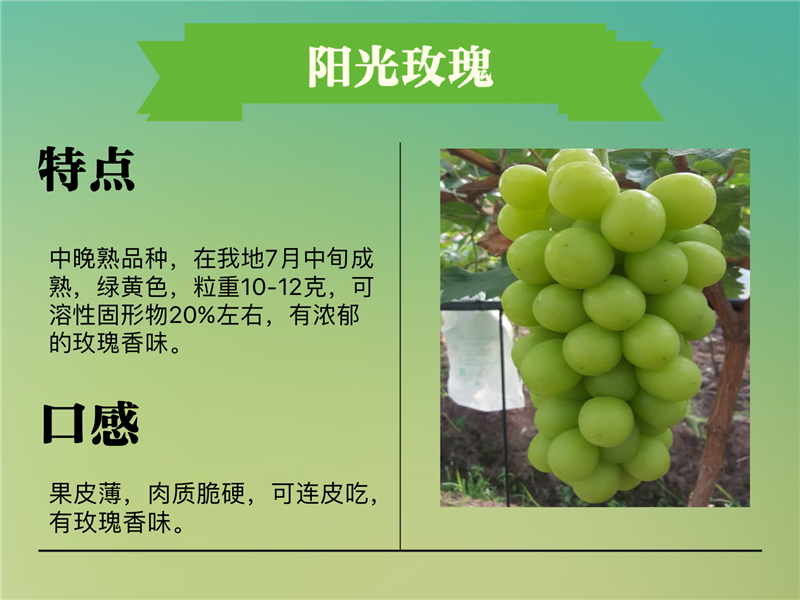 阳光玫瑰
特点
中晚熟品种，在我地7月中旬成
熟，绿黄色，粒重10-12克，可
溶性固形物20%左右，有浓郁
的玫瑰香味。
口感
果皮薄，肉质脆硬，可连皮吃，
有玫瑰香味。